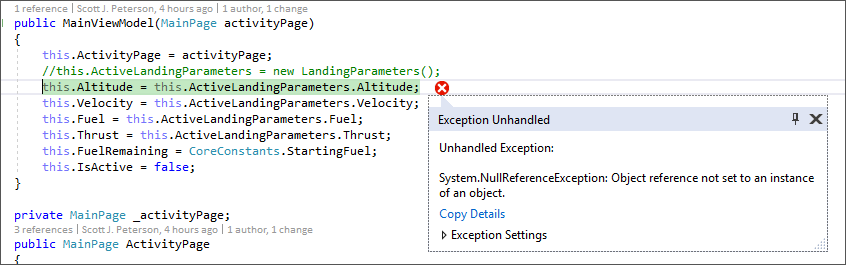 1 reference | Scott J. Peterson, 4 hours ago | 1 author, 1 change
public MainViewModel(MainPage activityPage)
{
this.ActivityPage = activityPage;
//this.ActiveLandingParameters = new LandingParameters();
this.Altitude = this.ActiveLandingParameters.Altitude;
this.Velocity = this.ActiveLandingParameters.Velocity;
this.Fuel = this.ActiveLandingParameters.Fuel;
this.Thrust = this.ActiveLandingParameters.Thrust;
this.FuelRemaining = CoreConstants.StartingFuel;
this.IsActive = false;
}
private MainPage _activityPage;
3 references | Scott J. Peterson, 4 hours ago | 1 author, 1 change
public MainPage ActivityPage
{
Exception Unhandled
Unhandled Exception:
System.NullReferenceException: Object reference not set to an instance
of an object.
Copy Details
Exception Settings